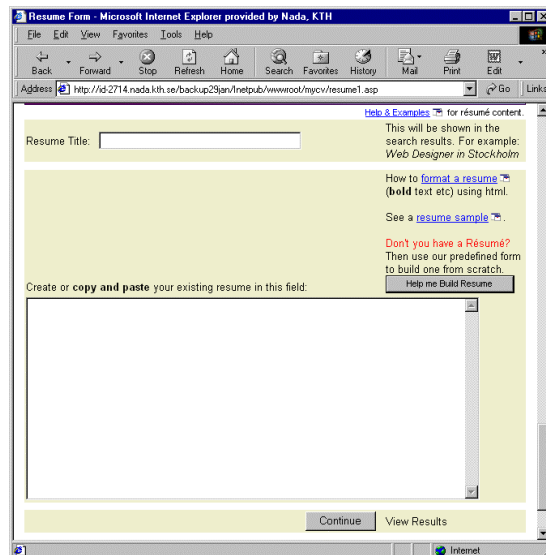 Resume Form - Microsoft Internet Explorer provided by Nada, KTH
File Edit View Favorites Tools Help
Back Forward Stop Refresh Home Search Favorites History Mail Print Edit
Address http://id-2714.nada.kth.se/backup29jan/Inetpub/wwwroot/mycv/resume1.asp Go Links
Help & Examples for résumé content.
Resume Title:
This will be shown in the
search results. For example:
Web Designer in Stockholm
How to format a resume
(bold text etc) using html.
See a resume sample .
Don't you have a Résumé?
Then use our predefined form
to build one from scratch.
Help me Build Resume
Create or copy and paste your existing resume in this field:
Continue View Results
Internet